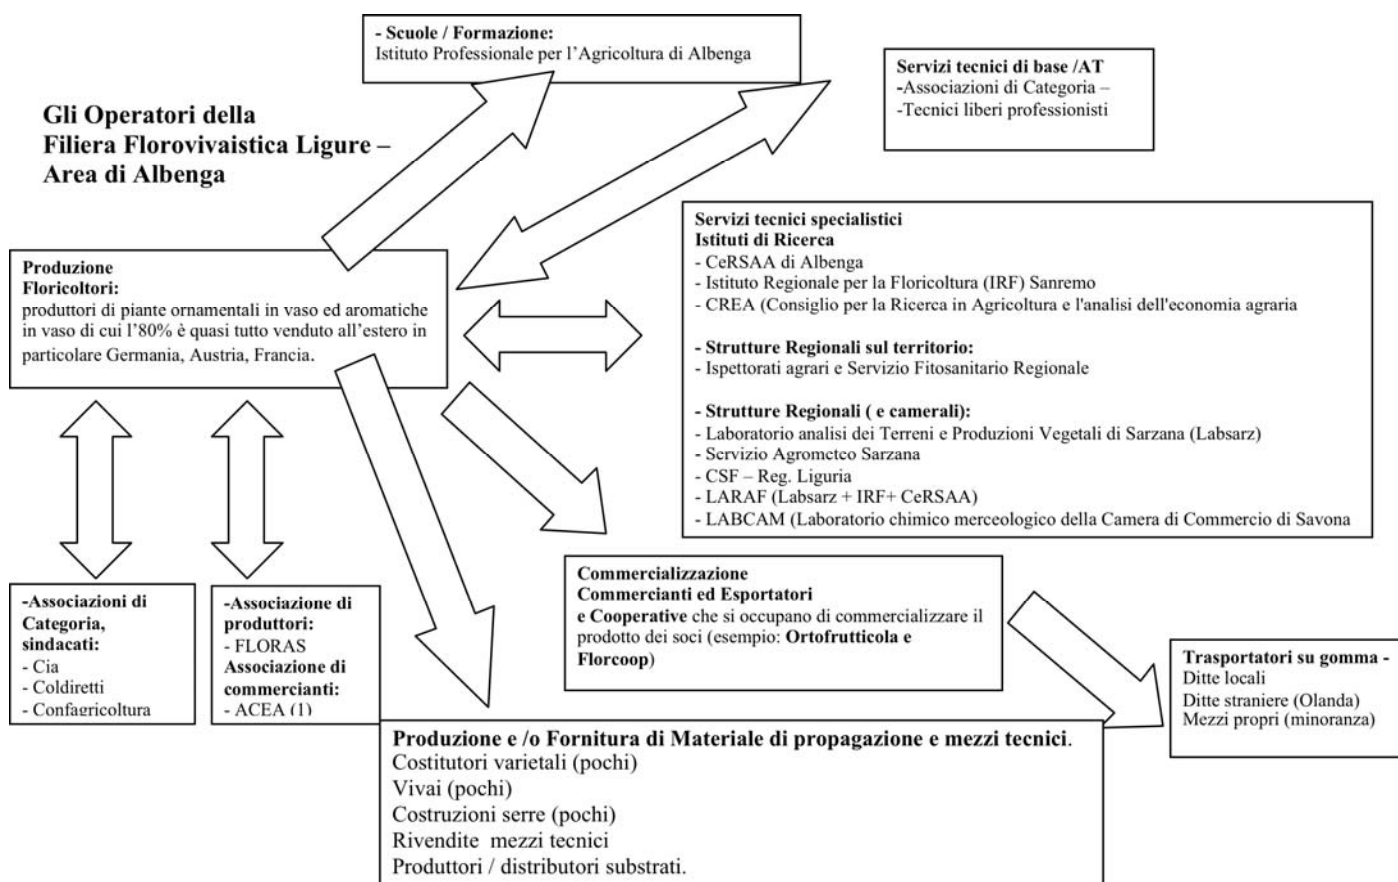 - Scuole / Formazione:
Istituto Professionale per l’Agricoltura di Albenga
Servizi tecnici di base /AT
-Associazioni di Categoria –
-Tecnici liberi professionisti
Gli Operatori della
Filiera Florovivaistica Ligure –
Area di Albenga
Servizi tecnici specialistici
Istituti di Ricerca
- CeRSAA di Albenga
- Istituto Regionale per la Floricoltura (IRF) Sanremo
- CREA (Consiglio per la Ricerca in Agricoltura e l'analisi dell'economia agraria
- Strutture Regionali sul territorio:
- Ispettorati agrari e Servizio Fitosanitario Regionale
- Strutture Regionali ( e camerali):
- Laboratorio analisi dei Terreni e Produzioni Vegetali di Sarzana (Labsarz)
- Servizio Agrometeo Sarzana
- CSF – Reg. Liguria
- LARAF (Labsarz + IRF+ CeRSAA)
- LABCAM (Laboratorio chimico merceologico della Camera di Commercio di Savona
Produzione
Floricoltori:
produttori di piante ornamentali in vaso ed aromatiche
in vaso di cui l’80% è quasi tutto venduto all’estero in
particolare Germania, Austria, Francia.
-Associazioni di
Categoria,
sindacati:
- Cia
- Coldiretti
- Confagricoltura
-Associazione di
produttori:
- FLORAS
Associazione di
commercianti:
- ACEA (1)
Commercializzazione
Commercianti ed Esportatori
e Cooperative che si occupano di commercializzare il
prodotto dei soci (esempio: Ortofrutticola e
Florcoop)
Trasportatori su gomma -
Ditte locali
Ditte straniere (Olanda)
Mezzi propri (minoranza)
Produzione e /o Fornitura di Materiale di propagazione e mezzi tecnici.
Costitutori varietali (pochi)
Vivai (pochi)
Costruzioni serre (pochi)
Rivendite mezzi tecnici
Produttori / distributori substrati.